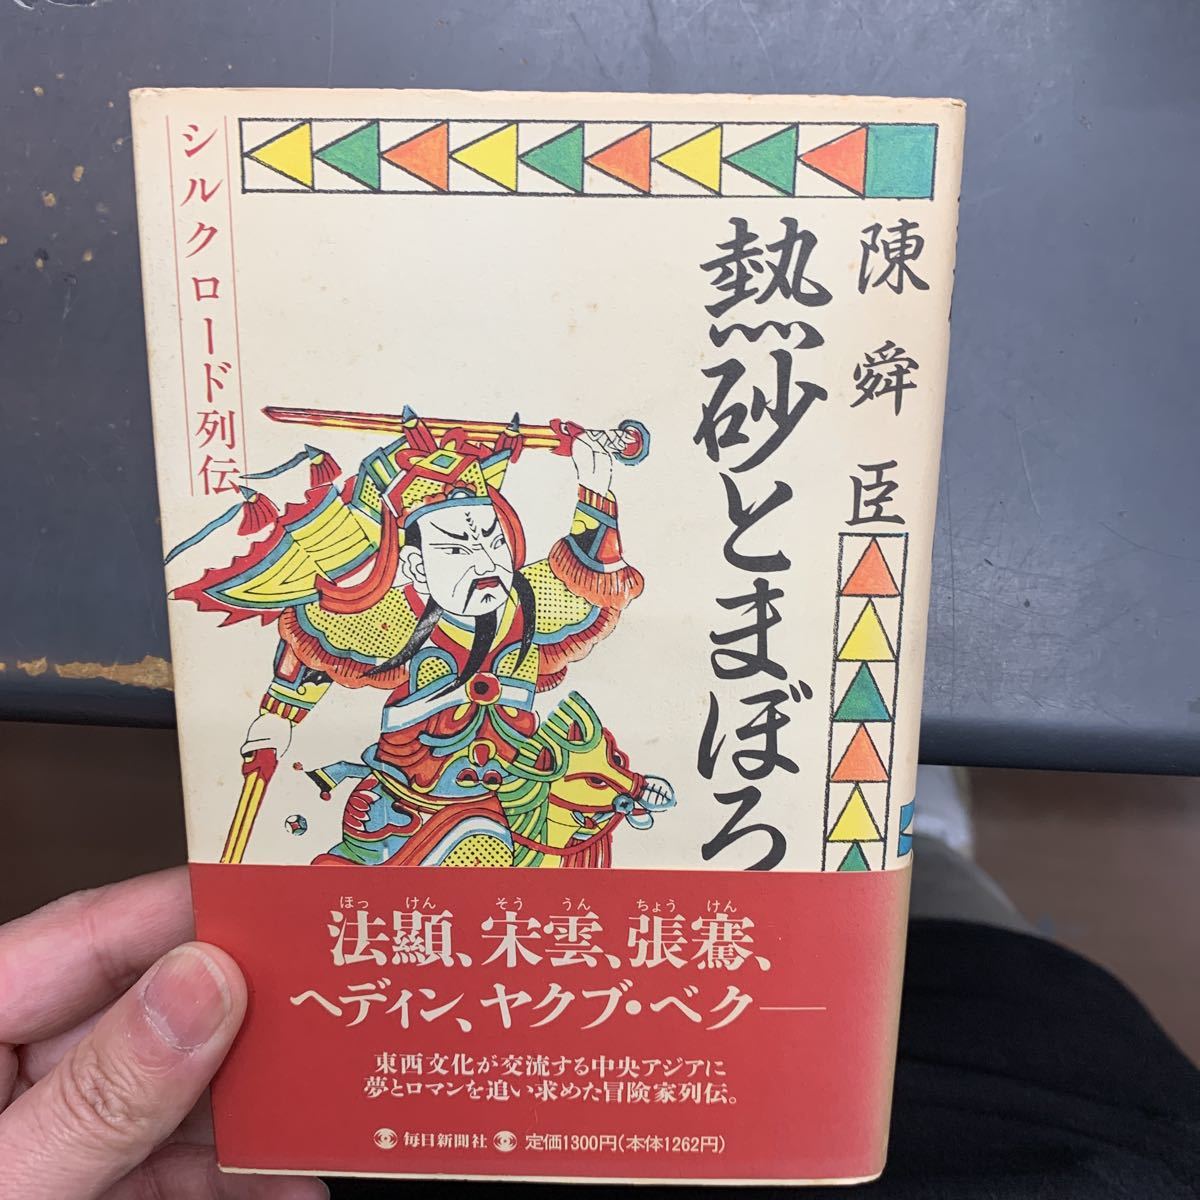 陳舜臣
熱砂とまぼろ
シルクロード列伝
ほっけん そううん ちょうけん
法顯、宋雲、張騫、
ヘディン、ヤクブ・ベク――
東西文化が交流する中央アジアに
夢とロマンを追い求めた冒険家列伝。
毎日新聞社 定価1300円(本体1262円)